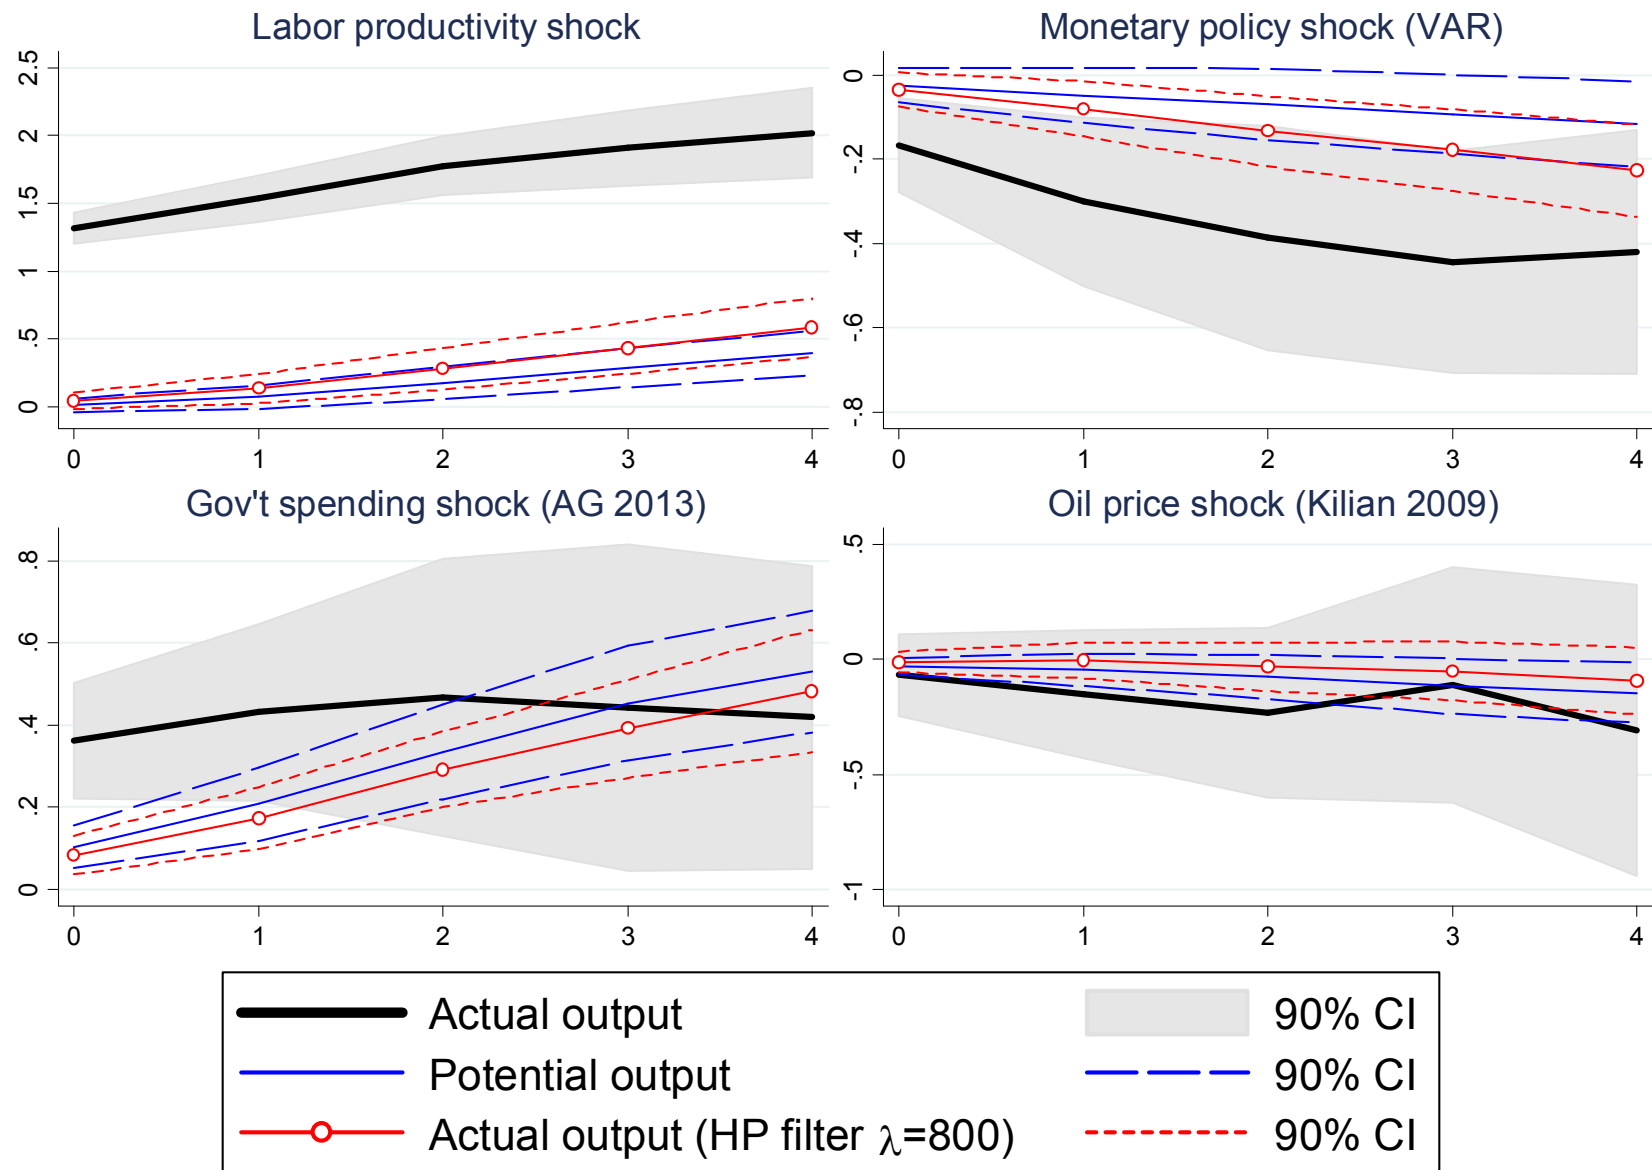 Labor productivity shock
2.5
2
1.5
1
.5
0
0 1 2 3 4
Monetary policy shock (VAR)
0
-.2
-.4
-.6
-.8
0 1 2 3 4
Gov't spending shock (AG 2013)
.8
.6
.4
.2
0
0 1 2 3 4
Oil price shock (Kilian 2009)
.5
0
-.5
-1
0 1 2 3 4
Actual output 90% CI
Potential output 90% CI
Actual output (HP filter λ=800) 90% CI